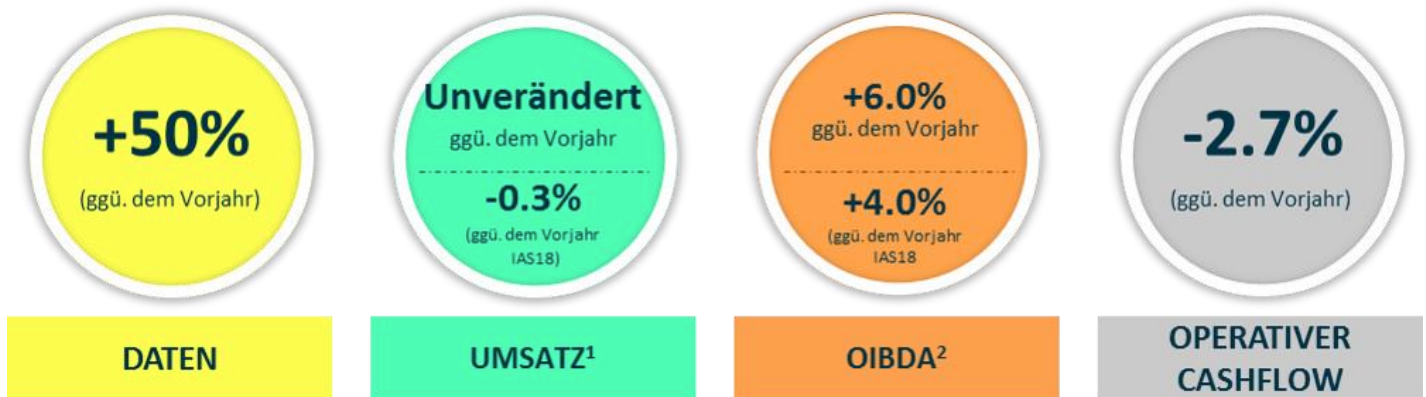 +50%
(ggü. dem Vorjahr)
DATEN
Unverändert
ggü. dem Vorjahr
-0.3%
(ggü. dem Vorjahr
IAS18)
UMSATZ¹
+6.0%
ggü. dem Vorjahr
+4.0%
(ggü. dem Vorjahr
IAS18
OIBDA²
-2.7%
(ggü. dem Vorjahr)
OPERATIVER
CASHFLOW